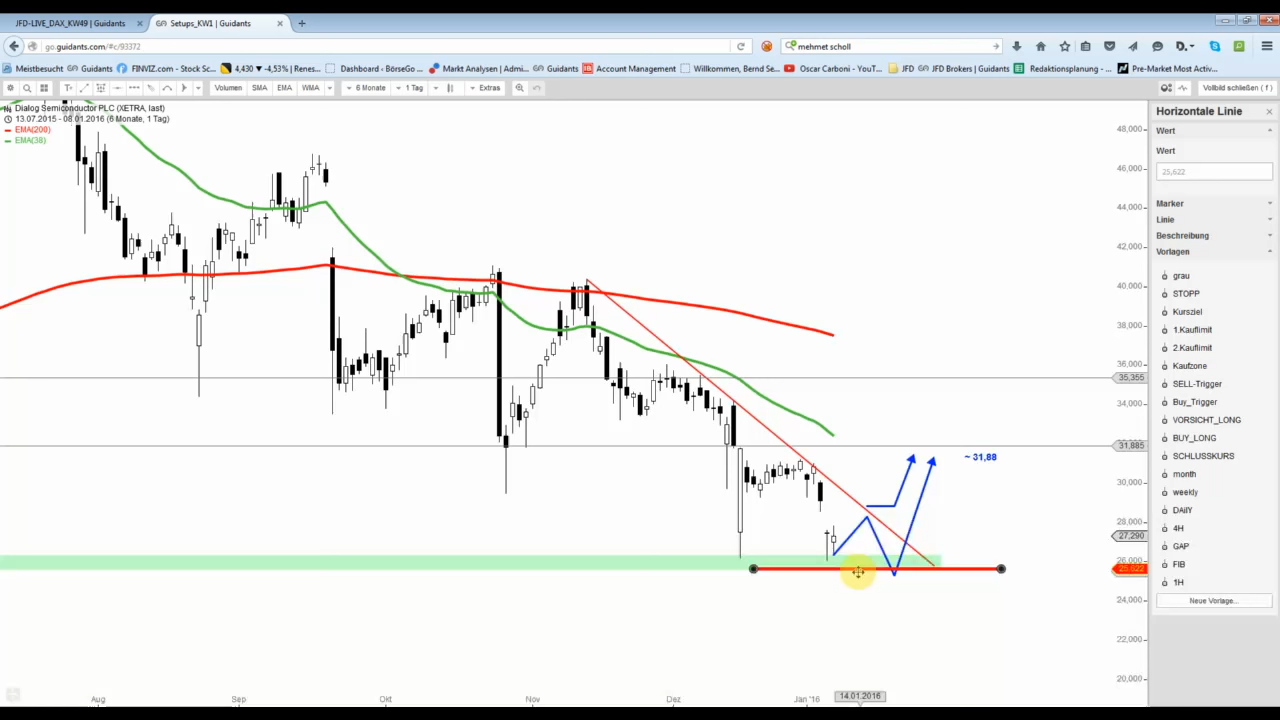 JFD-LIVE_DAX_KW49 | Guidants × Setups_KW1 | Guidants × +
go.guidants.com/#c/93372 mehmet scholl
Meistbesucht Guidants FINVIZ.com - Stock Sc... 4,430 ▼ -4,53% | Renes... Dashboard - BörseGo ... Markt Analysen | Admi... Guidants Account Management Willkommen, Bernd Se... Oscar Carboni - YouT... JFD JFD Brokers | Guidants Redaktionsplanung - ... Pre-Market Most Activ...
Volumen SMA EMA WMA 6 Monate 1 Tag Extras Vollbild schließen ( f )
Dialog Semiconductor PLC (XETRA, last)
13.07.2015 - 08.01.2016 (6 Monate, 1 Tag)
EMA(200)
EMA(38)
48,000
46,000
44,000
42,000
40,000
38,000
36,000
35,355
34,000
31,885
~ 31,88
30,000
28,000
27,290
26,000
25,622
24,000
22,000
20,000
Aug Sep Okt Nov Dez Jan '16 14.01.2016
Horizontale Linie ×
Wert
Wert
25,622
Marker
Linie
Beschreibung
Vorlagen
grau
STOPP
Kursziel
1.Kauflimit
2.Kauflimit
Kaufzone
SELL-Trigger
Buy_Trigger
VORSICHT_LONG
BUY_LONG
SCHLUSSKURS
month
weekly
DAilY
4H
GAP
FIB
1H
Neue Vorlage...